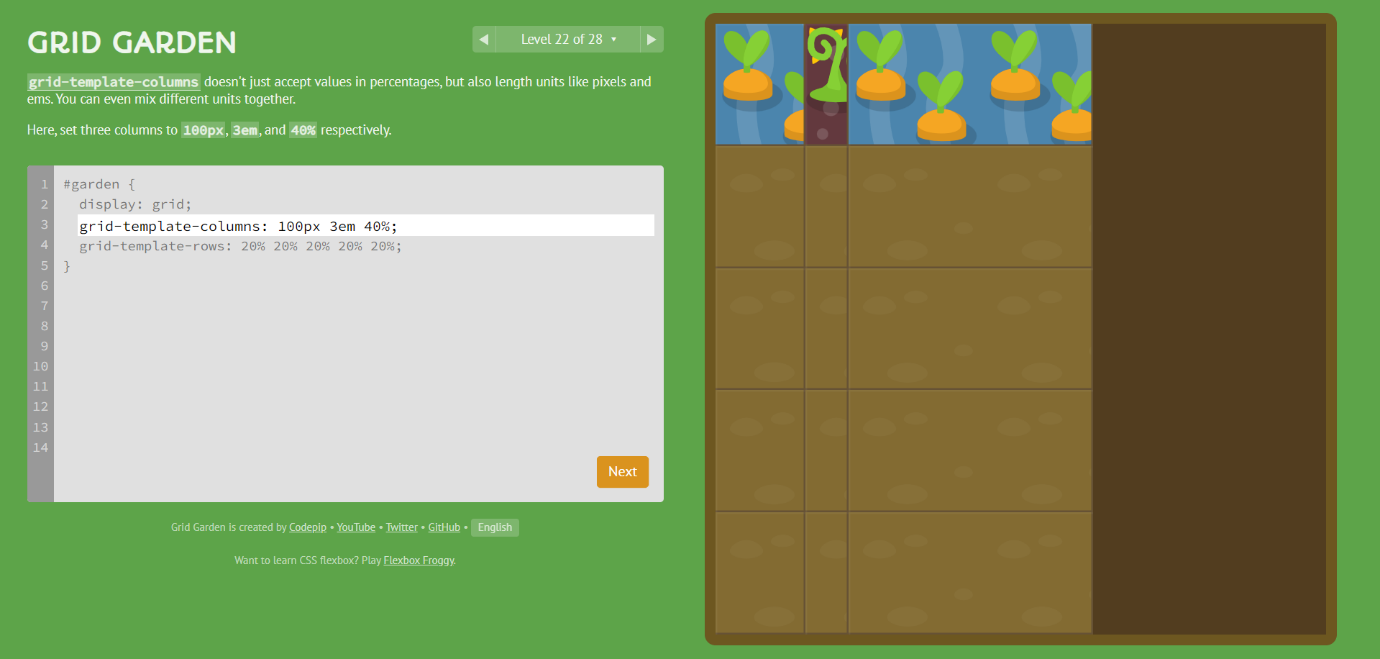 GRID GARDEN
◀ Level 22 of 28 ▾ ▶
grid-template-columns doesn't just accept values in percentages, but also length units like pixels and
ems. You can even mix different units together.
Here, set three columns to 100px, 3em, and 40% respectively.
1 #garden {
2 display: grid;
3 grid-template-columns: 100px 3em 40%;
4 grid-template-rows: 20% 20% 20% 20% 20%;
5 }
6
7
8
9
10
11
12
13
14
Next
Grid Garden is created by Codepip • YouTube • Twitter • GitHub • English
Want to learn CSS flexbox? Play Flexbox Froggy.